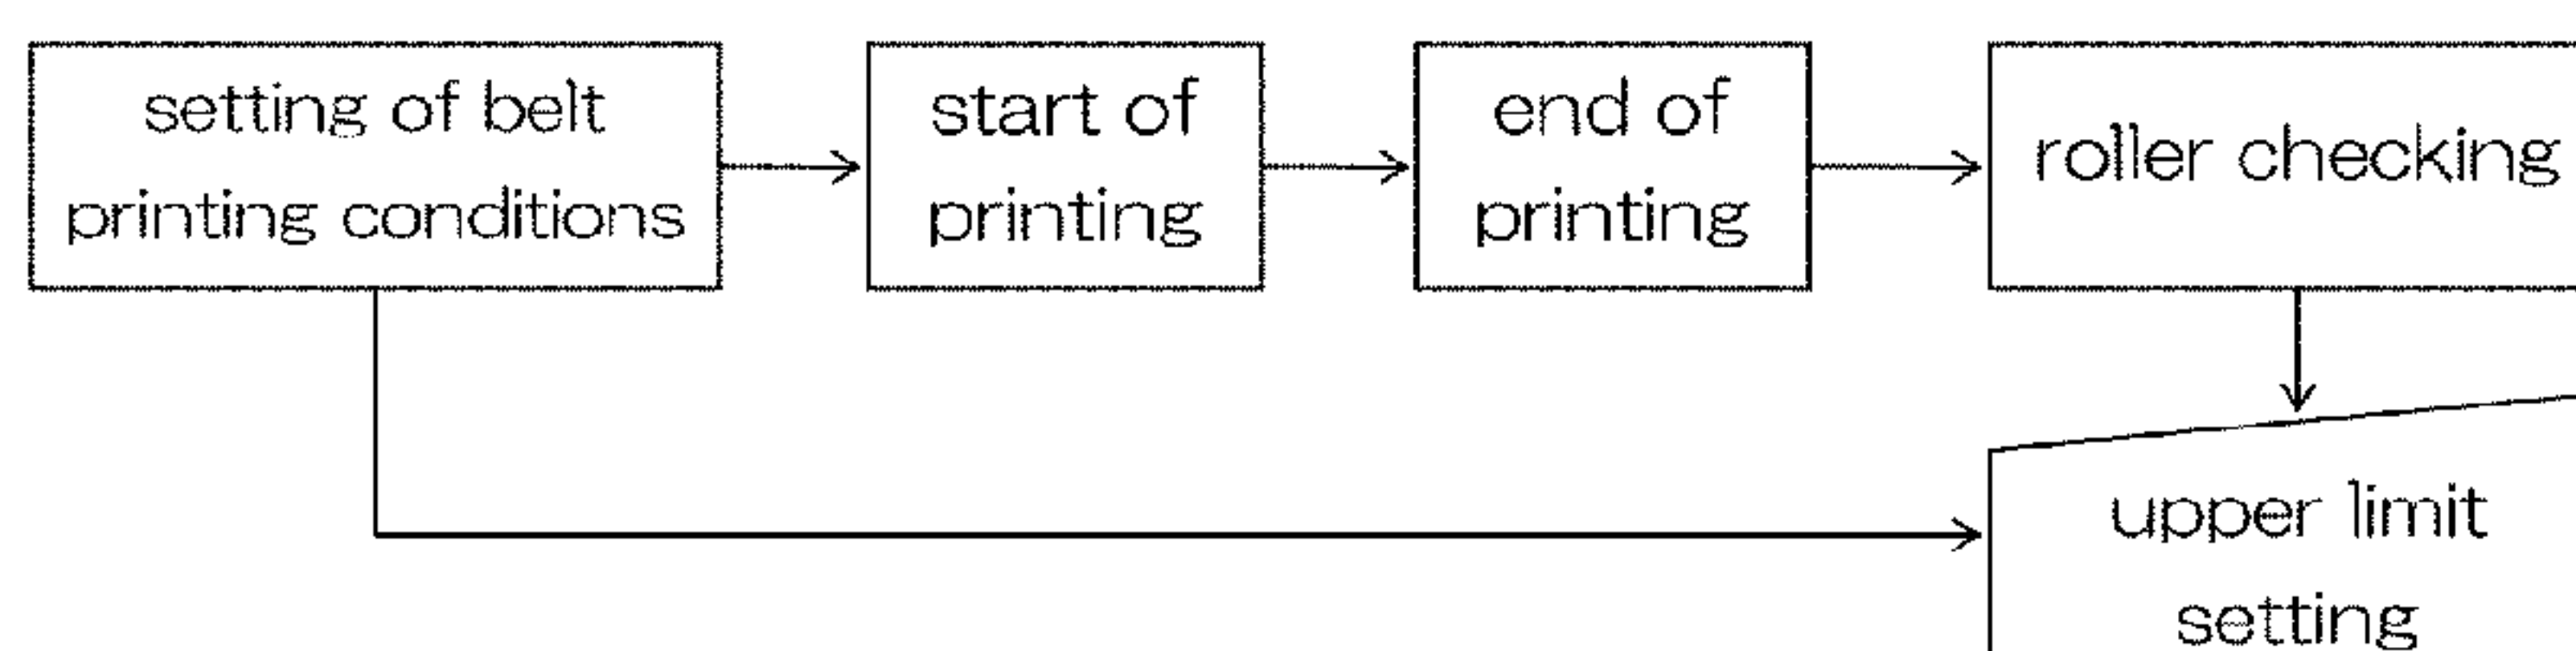 setting of belt
printing conditions
start of
printing
end of
printing
roller checking
upper limit
setting